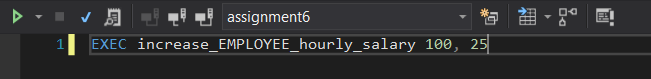 assignment6
1 EXEC increase_EMPLOYEE_hourly_salary 100, 25